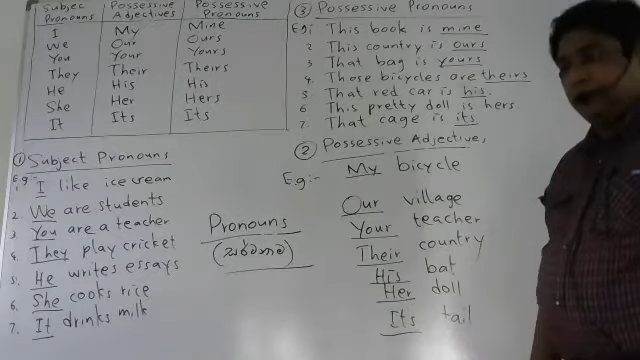 Subjec Possessive Possessive
Pronouns Adjectives Pronouns
I My Mine
We Our Ours
You Your Yours
They Their Theirs
He His His
She Her Hers
It Its Its
① Subject Pronouns
E.g:-
1. I like ice cream
2. We are students
3. You are a teacher
4. They play cricket
5. He writes essays
6. She cooks rice
7. It drinks milk
Pronouns
(සර්වනාම)
③ Possessive Pronouns
Eg: This book is mine
2. This country is ours
3 That bag is yours
4. Those bicycles are theirs
5. That red car is his.
6 This pretty doll is hers.
7. That cage is its
② Possessive Adjective,
E.g:- My bicycle
Our village
Your teacher
Their country
His bat
Her doll
Its tail